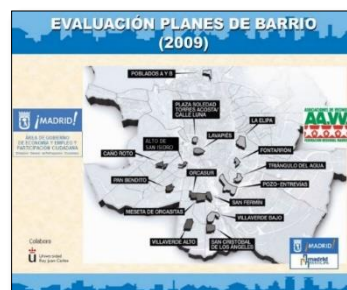 EVALUACIÓN PLANES DE BARRIO
(2009)
POBLADOS A Y B
PLAZA SOLEDAD
TORRES ACOSTA/
CALLE LUNA
LA ELIPA
¡MADRID!
ÁREA DE GOBIERNO
DE ECONOMÍA Y EMPLEO Y
PARTICIPACIÓN CIUDADANA
LAVAPIÉS
ALTO DE
SAN ISIDRO
FONTARRÓN
CAÑO ROTO
TRIÁNGULO DEL AGUA
ORCASUR
PAN BENDITO
POZO-ENTREVÍAS
SAN FERMÍN
MESETA DE ORCASITAS
VILLAVERDE BAJO
VILLAVERDE ALTO
SAN CRISTÓBAL
DE LOS ÁNGELES
Colabora:
Universidad
Rey Juan Carlos
¡MADRID!
madrid